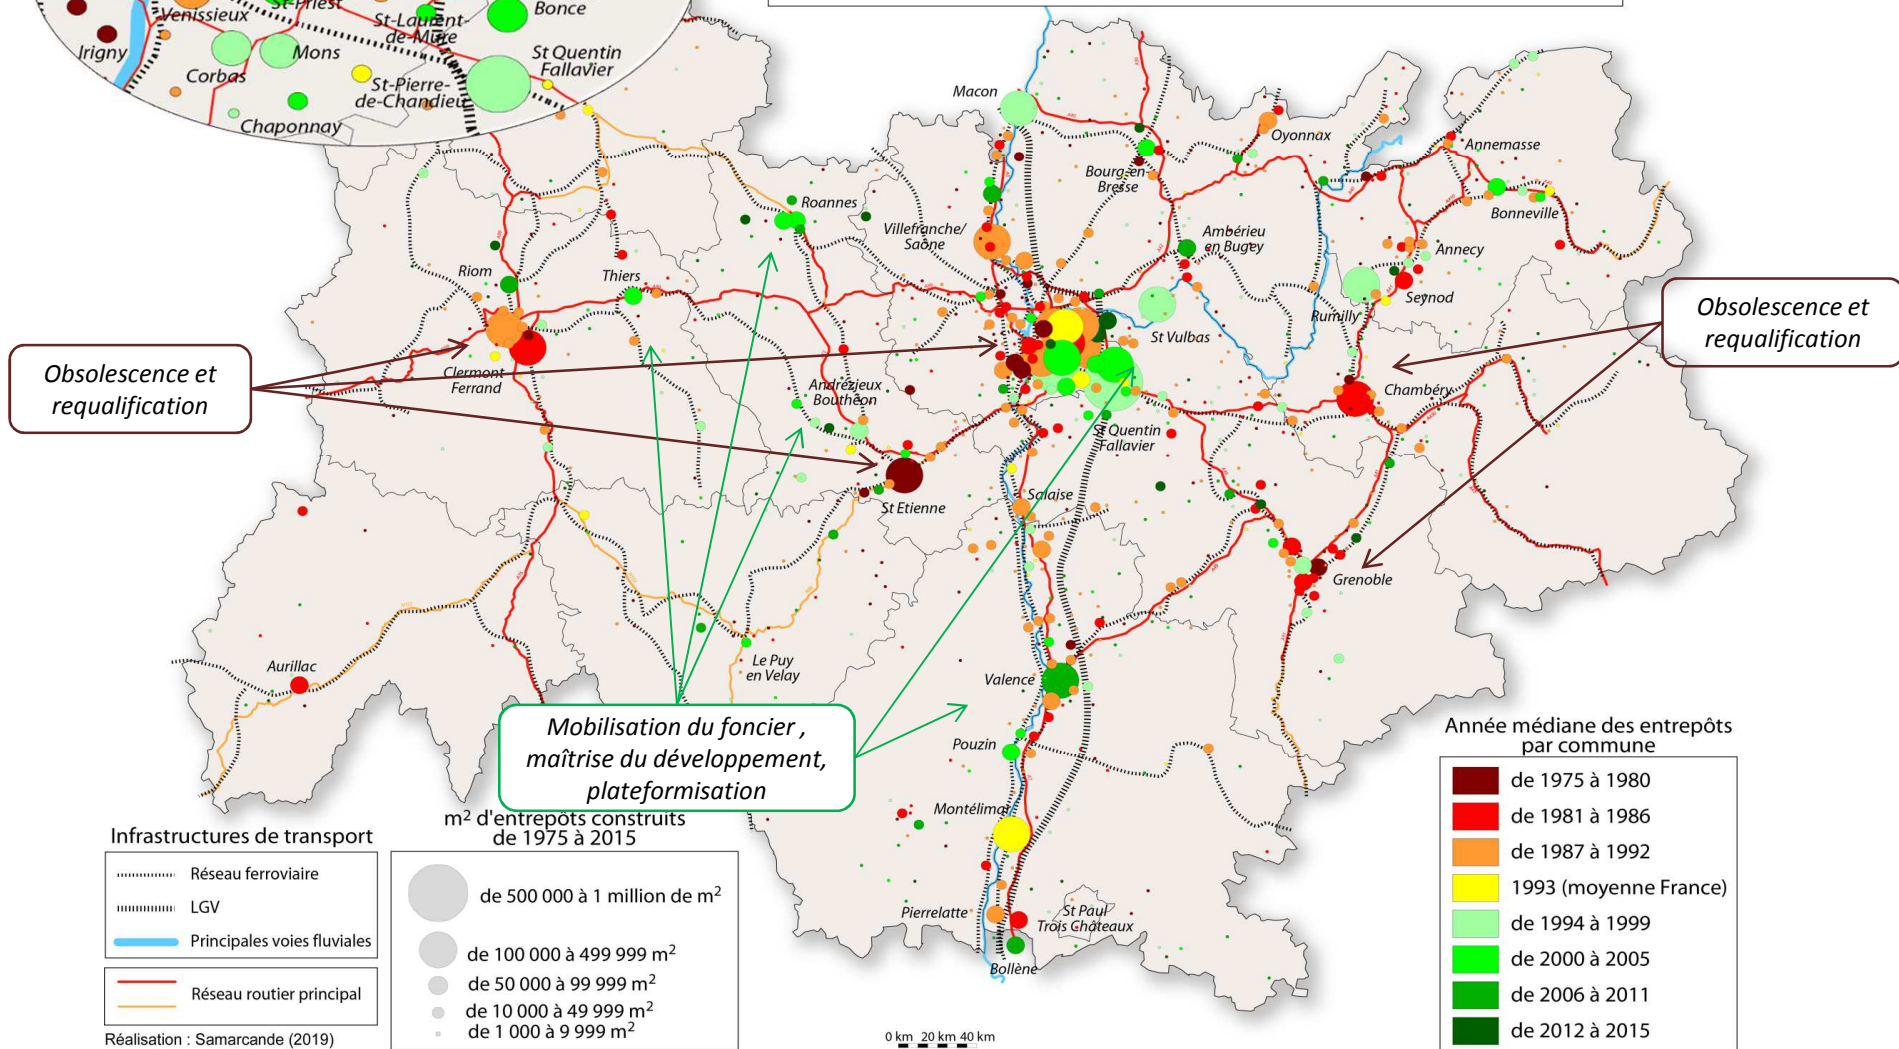 Venissieux
St-Priest
St-Laurent-
de-Mure
Bonce
Irigny
Corbas
Mons
St Quentin
Fallavier
St-Pierre-
de-Chandieu
Chaponnay
Macon
Oyonnax
Annemasse
Bourg-en-
Bresse
Bonneville
Roannes
Villefranche/
Saône
Ambérieu
en Bugey
Annecy
Riom
Thiers
Seynod
Rumilly
St Vulbas
Obsolescence et
requalification
Obsolescence et
requalification
Clermont
Ferrand
Andrézieux
Bouthéon
Chambéry
St Quentin
Fallavier
St Etienne
Salaise
Grenoble
Aurillac
Le Puy
en Velay
Valence
Mobilisation du foncier ,
maîtrise du développement,
plateformisation
Pouzin
Montélimar
Pierrelatte
St Paul
Trois Châteaux
Bollène
Infrastructures de transport
Réseau ferroviaire
LGV
Principales voies fluviales
Réseau routier principal
Réalisation : Samarcande (2019)
m² d'entrepôts construits
de 1975 à 2015
de 500 000 à 1 million de m²
de 100 000 à 499 999 m²
de 50 000 à 99 999 m²
de 10 000 à 49 999 m²
de 1 000 à 9 999 m²
0 km 20 km 40 km
Année médiane des entrepôts
par commune
de 1975 à 1980
de 1981 à 1986
de 1987 à 1992
1993 (moyenne France)
de 1994 à 1999
de 2000 à 2005
de 2006 à 2011
de 2012 à 2015